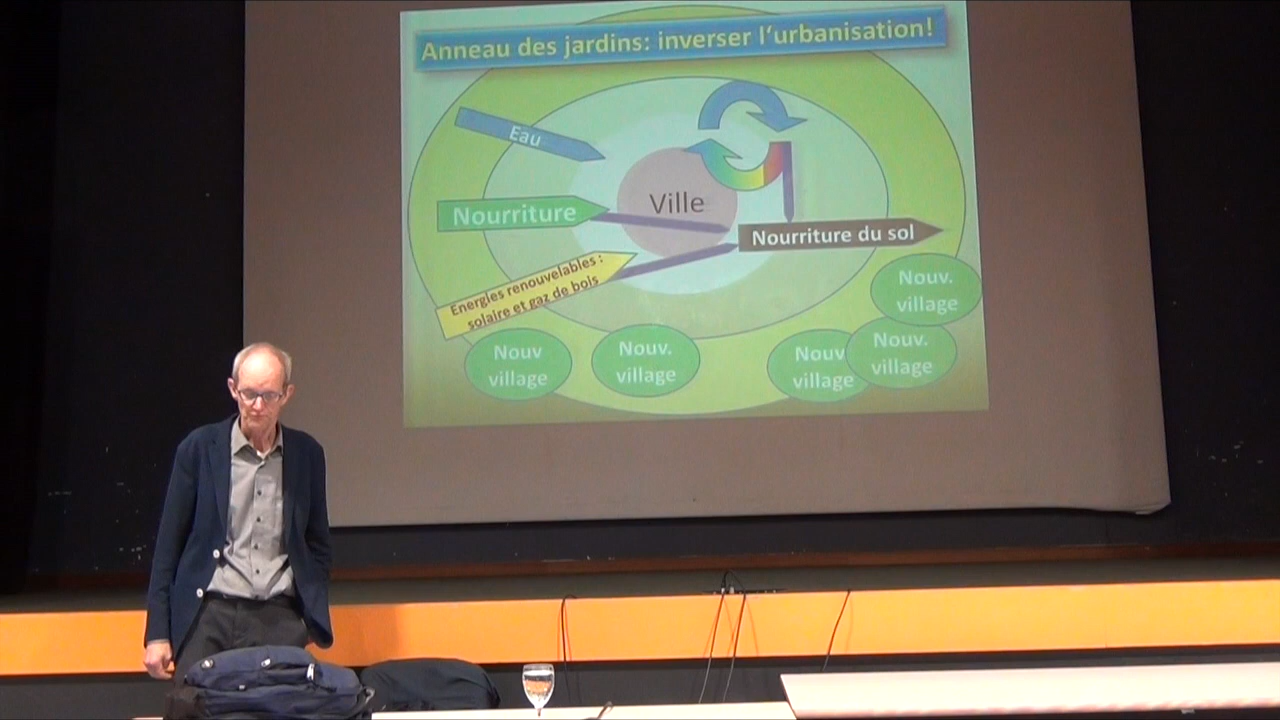 Anneau des jardins: inverser l'urbanisation!
Eau
Nourriture
Ville
Nourriture du sol
Energies renouvelables :
solaire et gaz de bois
Nouv.
village
Nouv
village
Nouv.
village
Nouv
village
Nouv.
village